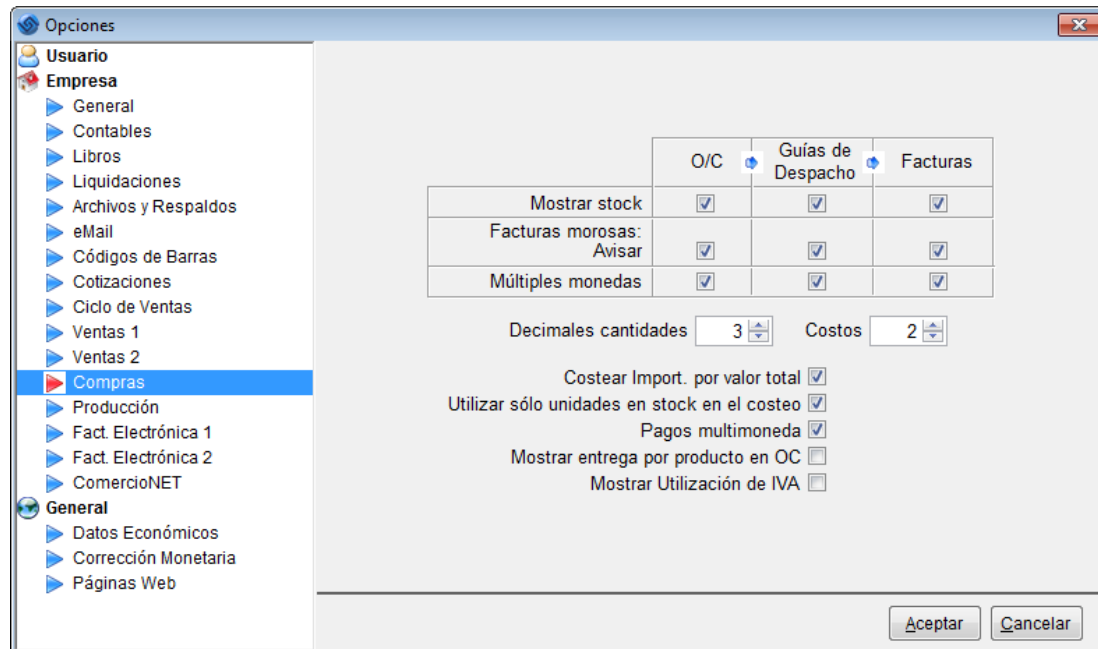 Opciones
Usuario
Empresa
General
Contables
Libros
Liquidaciones
Archivos y Respaldos
eMail
Códigos de Barras
Cotizaciones
Ciclo de Ventas
Ventas 1
Ventas 2
Compras
Producción
Fact. Electrónica 1
Fact. Electrónica 2
ComercioNET
General
Datos Económicos
Corrección Monetaria
Páginas Web
O/C Guías de Despacho Facturas
Mostrar stock
Facturas morosas:
Avisar
Múltiples monedas
Decimales cantidades 3 Costos 2
Costear Import. por valor total
Utilizar sólo unidades en stock en el costeo
Pagos multimoneda
Mostrar entrega por producto en OC
Mostrar Utilización de IVA
Aceptar Cancelar